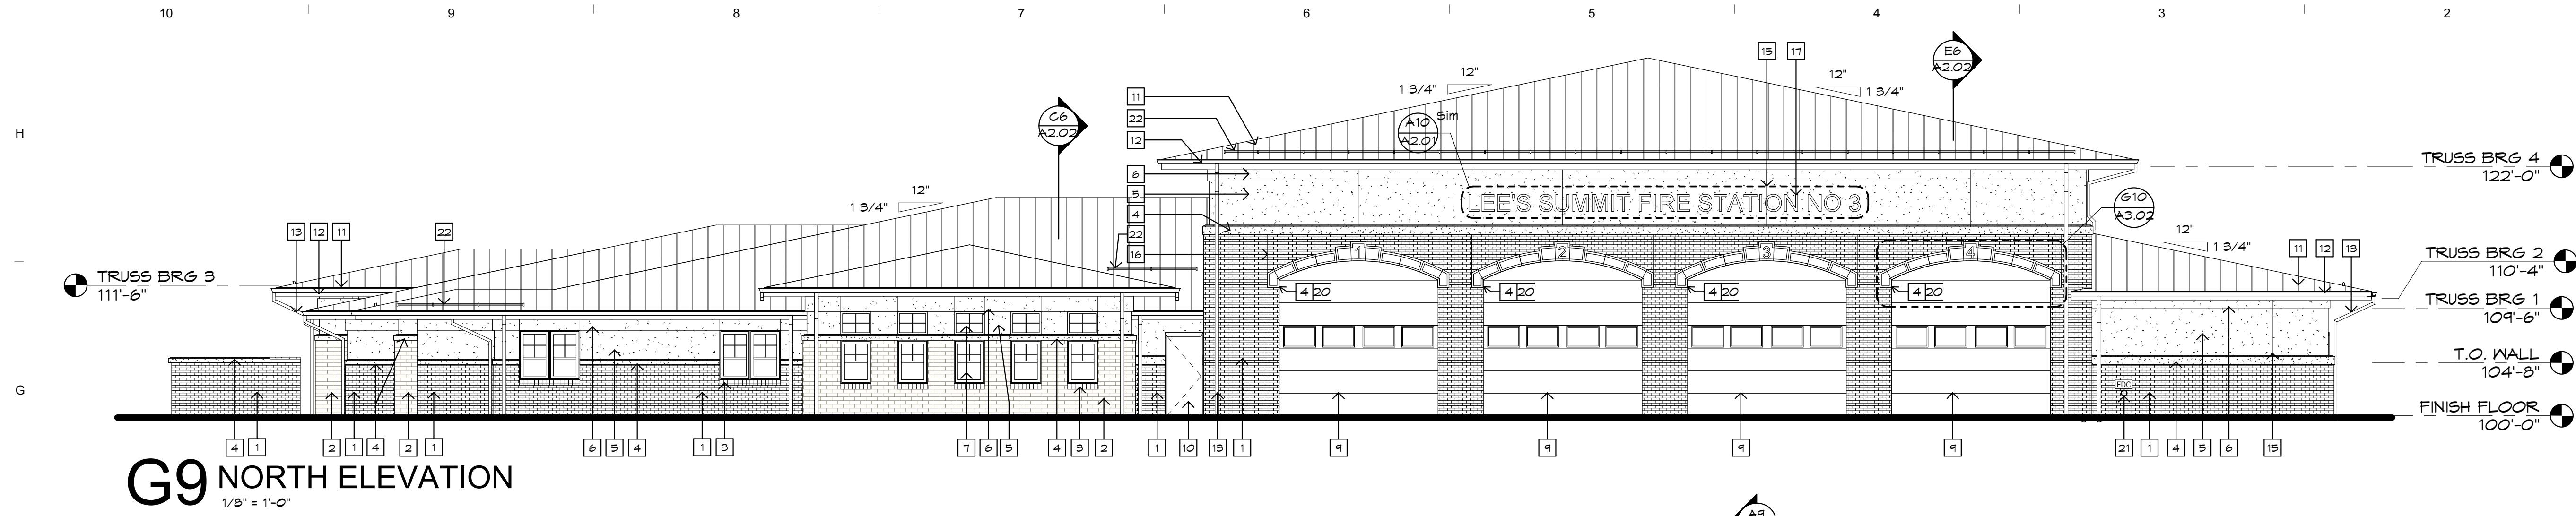 10 9 8 7 6 5 4 3 2
15 17
E6
A2.02
12" 12"
1 3/4" 1 3/4"
11
C6
A2.02
22
A10 Sim
A2.01
H
12
TRUSS BRG 4
122'-0"
6
5
12"
1 3/4"
LEE'S SUMMIT FIRE STATION NO 3
G10
A3.02
4
13 12 11 22
22
12"
1 3/4"
11 12 13
16
1 2 3 4
TRUSS BRG 2
110'-4"
TRUSS BRG 3
111'-6"
4 20 4 20 4 20 4 20
TRUSS BRG 1
109'-6"
T.O. WALL
104'-8"
G
FDC
FINISH FLOOR
100'-0"
4 1 2 1 4 2 1 6 5 4 1 3 7 6 5 4 3 2 1 10 13 1 9 9 9 9 21 1 4 5 6 15
G9 NORTH ELEVATION
1/8" = 1'-0"
A9